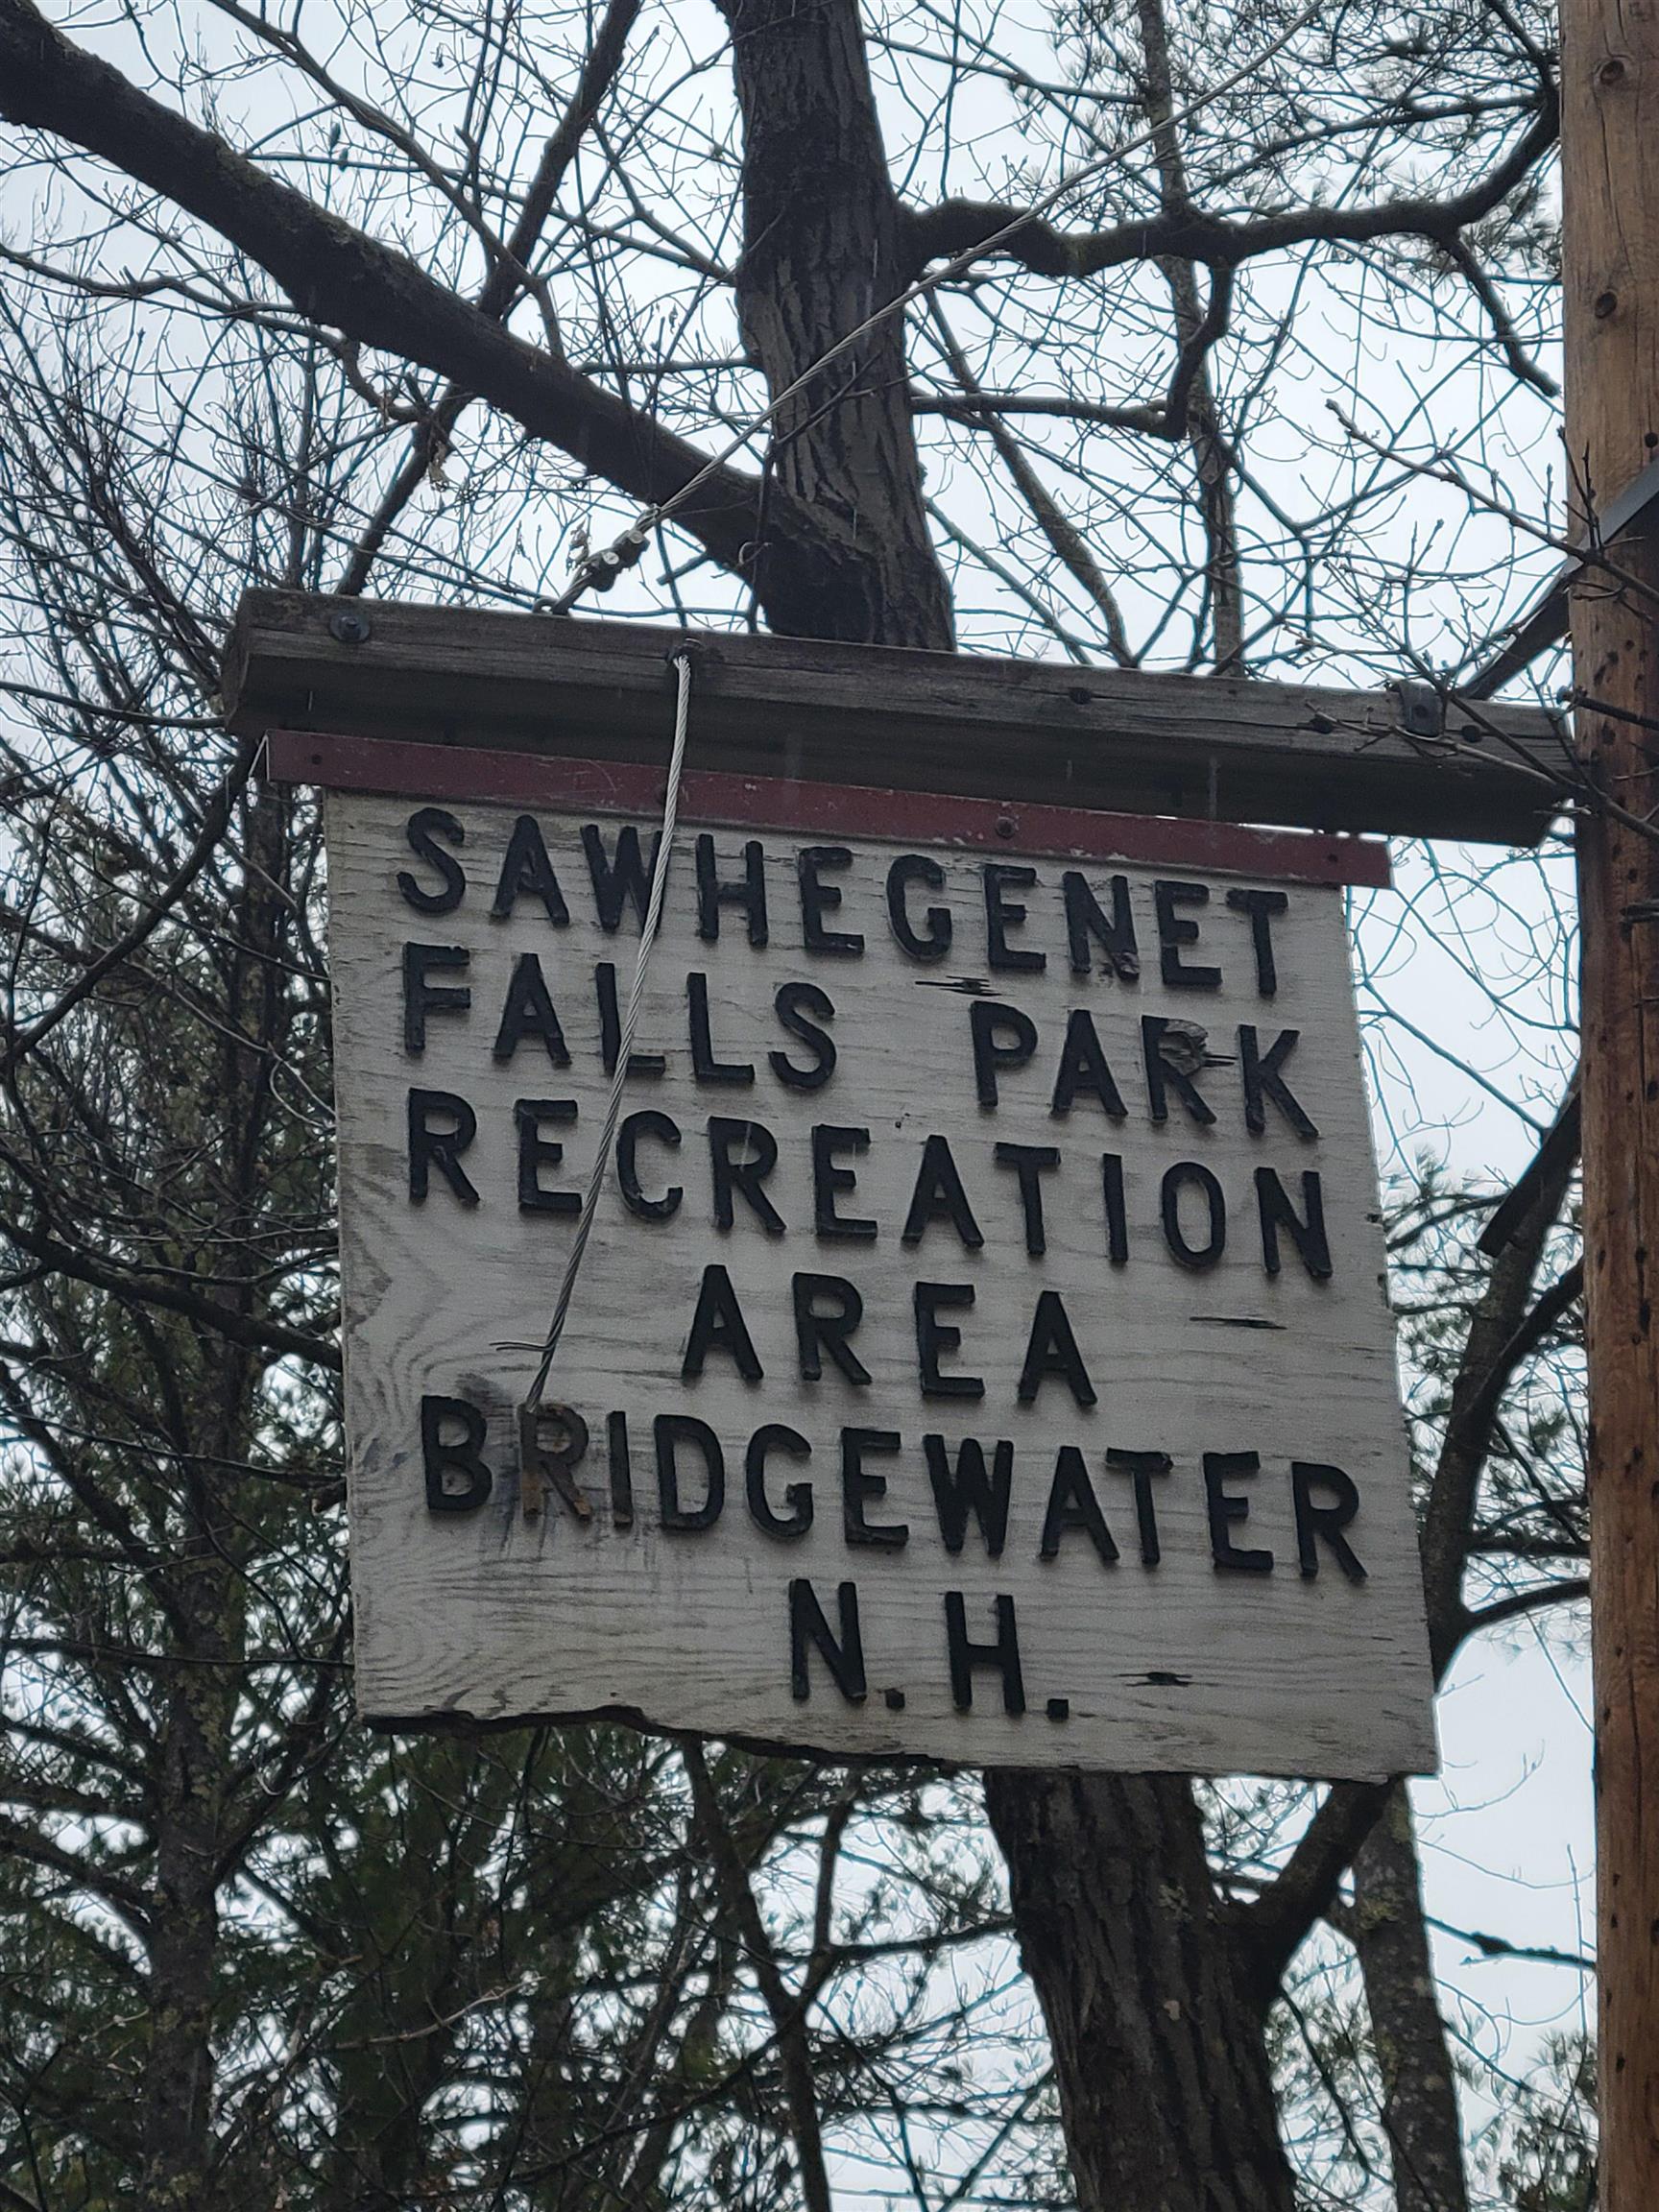 SAWHEGENET
FALLS PARK
RECREATION
AREA
BRIDGEWATER
N.H.